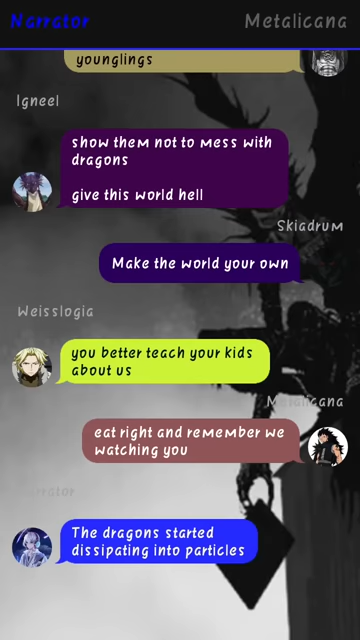 Narrator
Metalicana
younglings
Igneel
show them not to mess with
dragons
give this world hell
Skiadrum
Make the world your own
Weisslogia
you better teach your kids
about us
Metalicana
eat right and remember we
watching you
Narrator
The dragons started
dissipating into particles